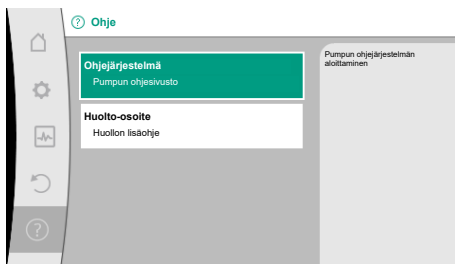 Ohje
Ohjejärjestelmä
Pumpun ohjesivusto
Huolto-osoite
Huollon lisäohje
Pumpun ohjejärjestelmän
aloittaminen